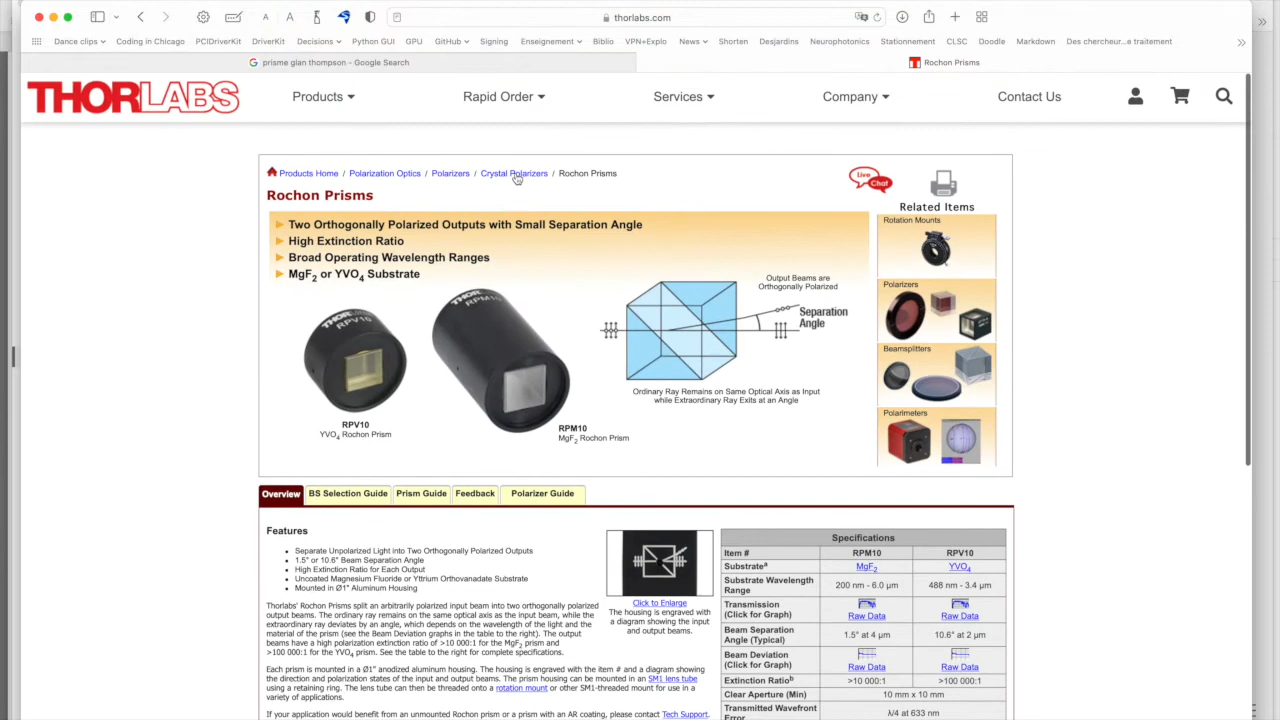 thorlabs.com
Dance clips
Coding in Chicago
PCIDriverKit
DriverKit
Decisions
Python GUI
GPU
GitHub
Signing
Enseignement
Biblio
VPN+Explo
News
Shorten
Desjardins
Neurophotonics
Stationnement
CLSC
Doodle
Markdown
Des chercheur...e traitement
prisme glan thompson - Google Search
Rochon Prisms
THORLABS
Products
Rapid Order
Services
Company
Contact Us
Products Home / Polarization Optics / Polarizers / Crystal Polarizers / Rochon Prisms
Rochon Prisms
Two Orthogonally Polarized Outputs with Small Separation Angle
High Extinction Ratio
Broad Operating Wavelength Ranges
MgF2 or YVO4 Substrate
THORLABS
RPV10
THORLABS
RPM10
RPV10
YVO4 Rochon Prism
RPM10
MgF2 Rochon Prism
Output Beams are
Orthogonally Polarized
Separation
Angle
Ordinary Ray Remains on Same Optical Axis as Input
while Extraordinary Ray Exits at an Angle
Live
Chat
Related Items
Rotation Mounts
Polarizers
Beamsplitters
Polarimeters
Overview
BS Selection Guide
Prism Guide
Feedback
Polarizer Guide
Features
Separate Unpolarized Light into Two Orthogonally Polarized Outputs
1.5° or 10.6° Beam Separation Angle
High Extinction Ratio for Each Output
Uncoated Magnesium Fluoride or Yttrium Orthovanadate Substrate
Mounted in Ø1" Aluminum Housing
Thorlabs' Rochon Prisms split an arbitrarily polarized input beam into two orthogonally polarized
output beams. The ordinary ray remains on the same optical axis as the input beam, while the
extraordinary ray deviates by an angle, which depends on the wavelength of the light and the
material of the prism (see the Beam Deviation graphs in the table to the right). The output
beams have a high polarization extinction ratio of >10 000:1 for the MgF2 prism and
>100 000:1 for the YVO4 prism. See the table to the right for complete specifications.
Each prism is mounted in a Ø1" anodized aluminum housing. The housing is engraved with the item # and a diagram showing
the direction and polarization states of the input and output beams. The prism housing can be mounted in an SM1 lens tube
using a retaining ring. The lens tube can then be threaded onto a rotation mount or other SM1-threaded mount for use in a
variety of applications.
If your application would benefit from an unmounted Rochon prism or a prism with an AR coating, please contact Tech Support.
Click to Enlarge
The housing is engraved with
a diagram showing the input
and output beams.
Specifications
Item # RPM10 RPV10
Substrateᵃ MgF2 YVO4
Substrate Wavelength
Range 200 nm - 6.0 µm 488 nm - 3.4 µm
Transmission
(Click for Graph) Raw Data Raw Data
Beam Separation
Angle (Typical) 1.5° at 4 µm 10.6° at 2 µm
Beam Deviation
(Click for Graph) Raw Data Raw Data
Extinction Ratioᵇ >10 000:1 >100 000:1
Clear Aperture (Min) 10 mm x 10 mm
Transmitted Wavefront
Error λ/4 at 633 nm